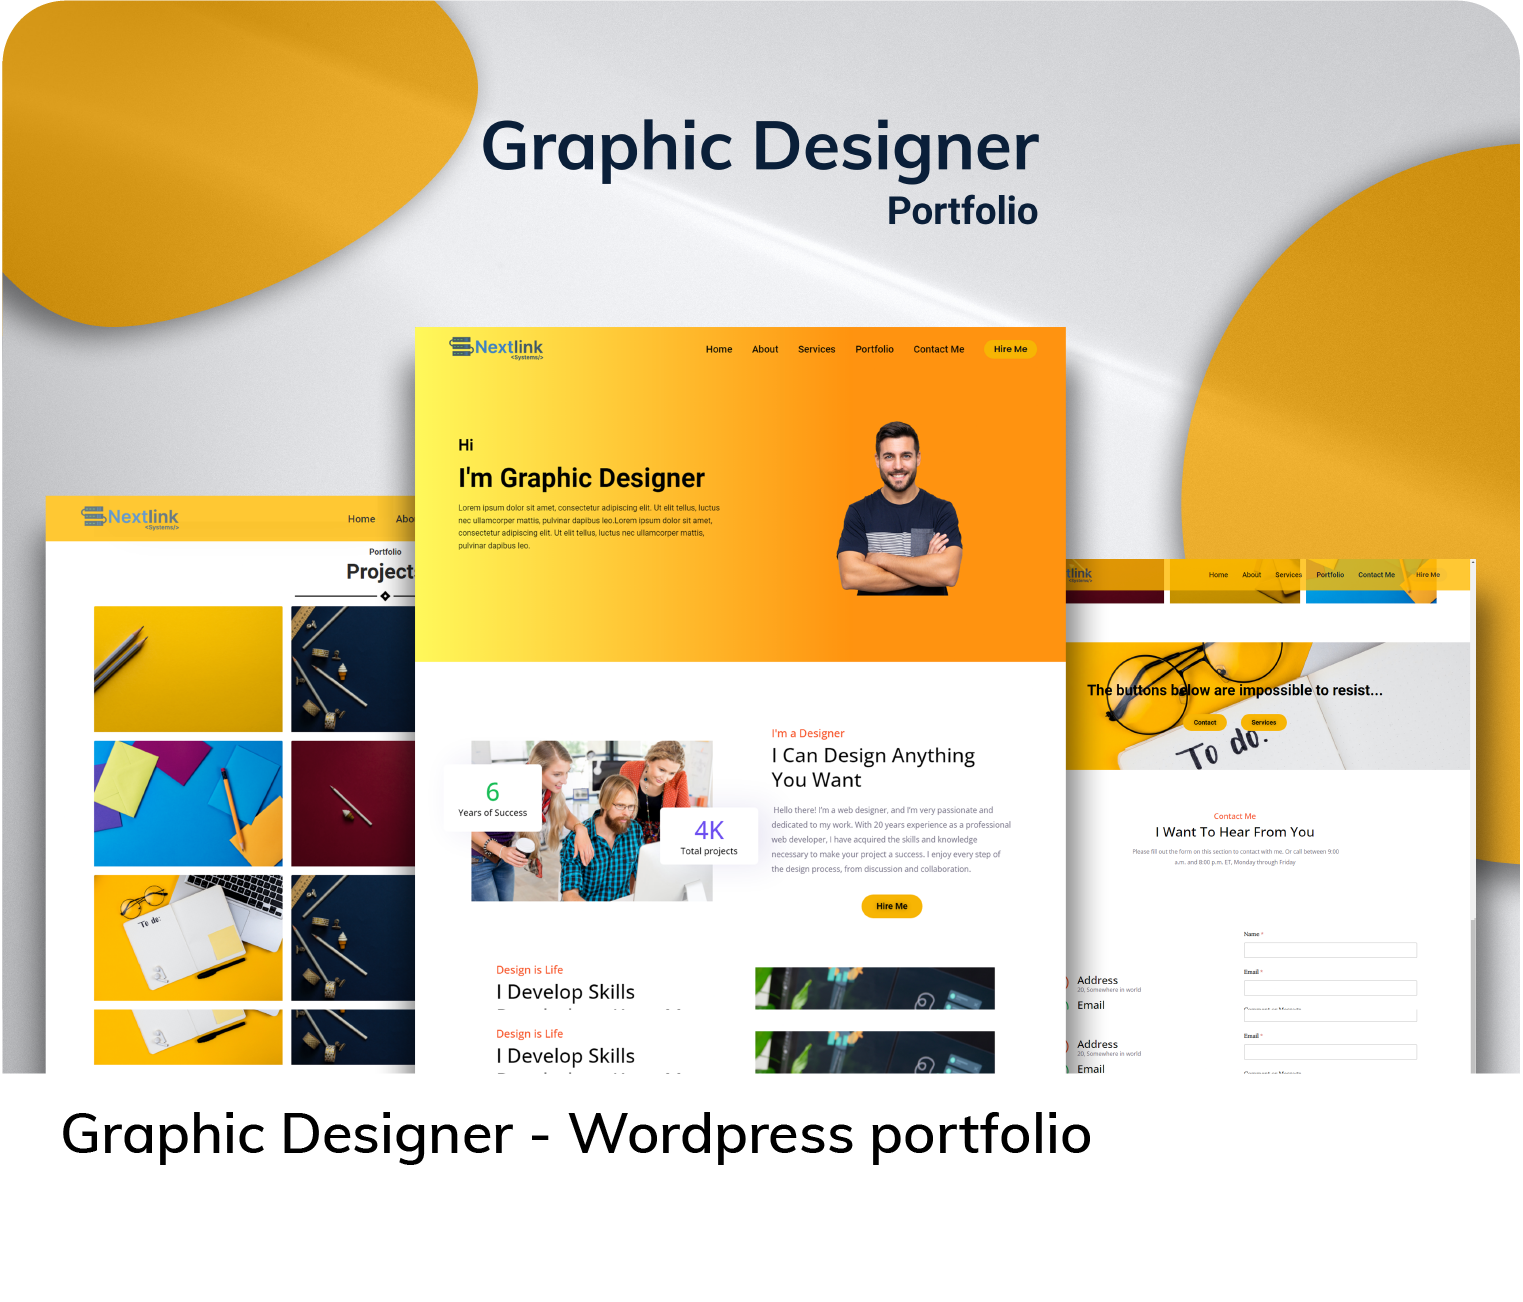 Graphic Designer
Portfolio
Nextlink
<Systems/>
Home About Services Portfolio Contact Me Hire Me
Hi
I'm Graphic Designer
Lorem ipsum dolor sit amet, consectetur adipiscing elit. Ut elit tellus, luctus
nec ullamcorper mattis, pulvinar dapibus leo.Lorem ipsum dolor sit amet,
consectetur adipiscing elit. Ut elit tellus, luctus nec ullamcorper mattis,
pulvinar dapibus leo.
6
Years of Success
4K
Total projects
I'm a Designer
I Can Design Anything
You Want
Hello there! I'm a web designer, and I'm very passionate and
dedicated to my work. With 20 years experience as a professional
web developer, I have acquired the skills and knowledge
necessary to make your project a success. I enjoy every step of
the design process, from discussion and collaboration.
Hire Me
Design is Life
I Develop Skills
Design is Life
I Develop Skills
Nextlink
<Systems/>
Home Abou
Portfolio
Project
To do:
tlink
Home About Services Portfolio Contact Me Hire Me
The buttons below are impossible to resist...
Contact Services
To do:
Contact Me
I Want To Hear From You
Please fill out the form on this section to contact with me. Or call between 9:00
a.m. and 8:00 p.m. ET, Monday through Friday
Name *
Email *
Address
20, Somewhere in world
Email
Email *
Address
20, Somewhere in world
Email
Graphic Designer - Wordpress portfolio